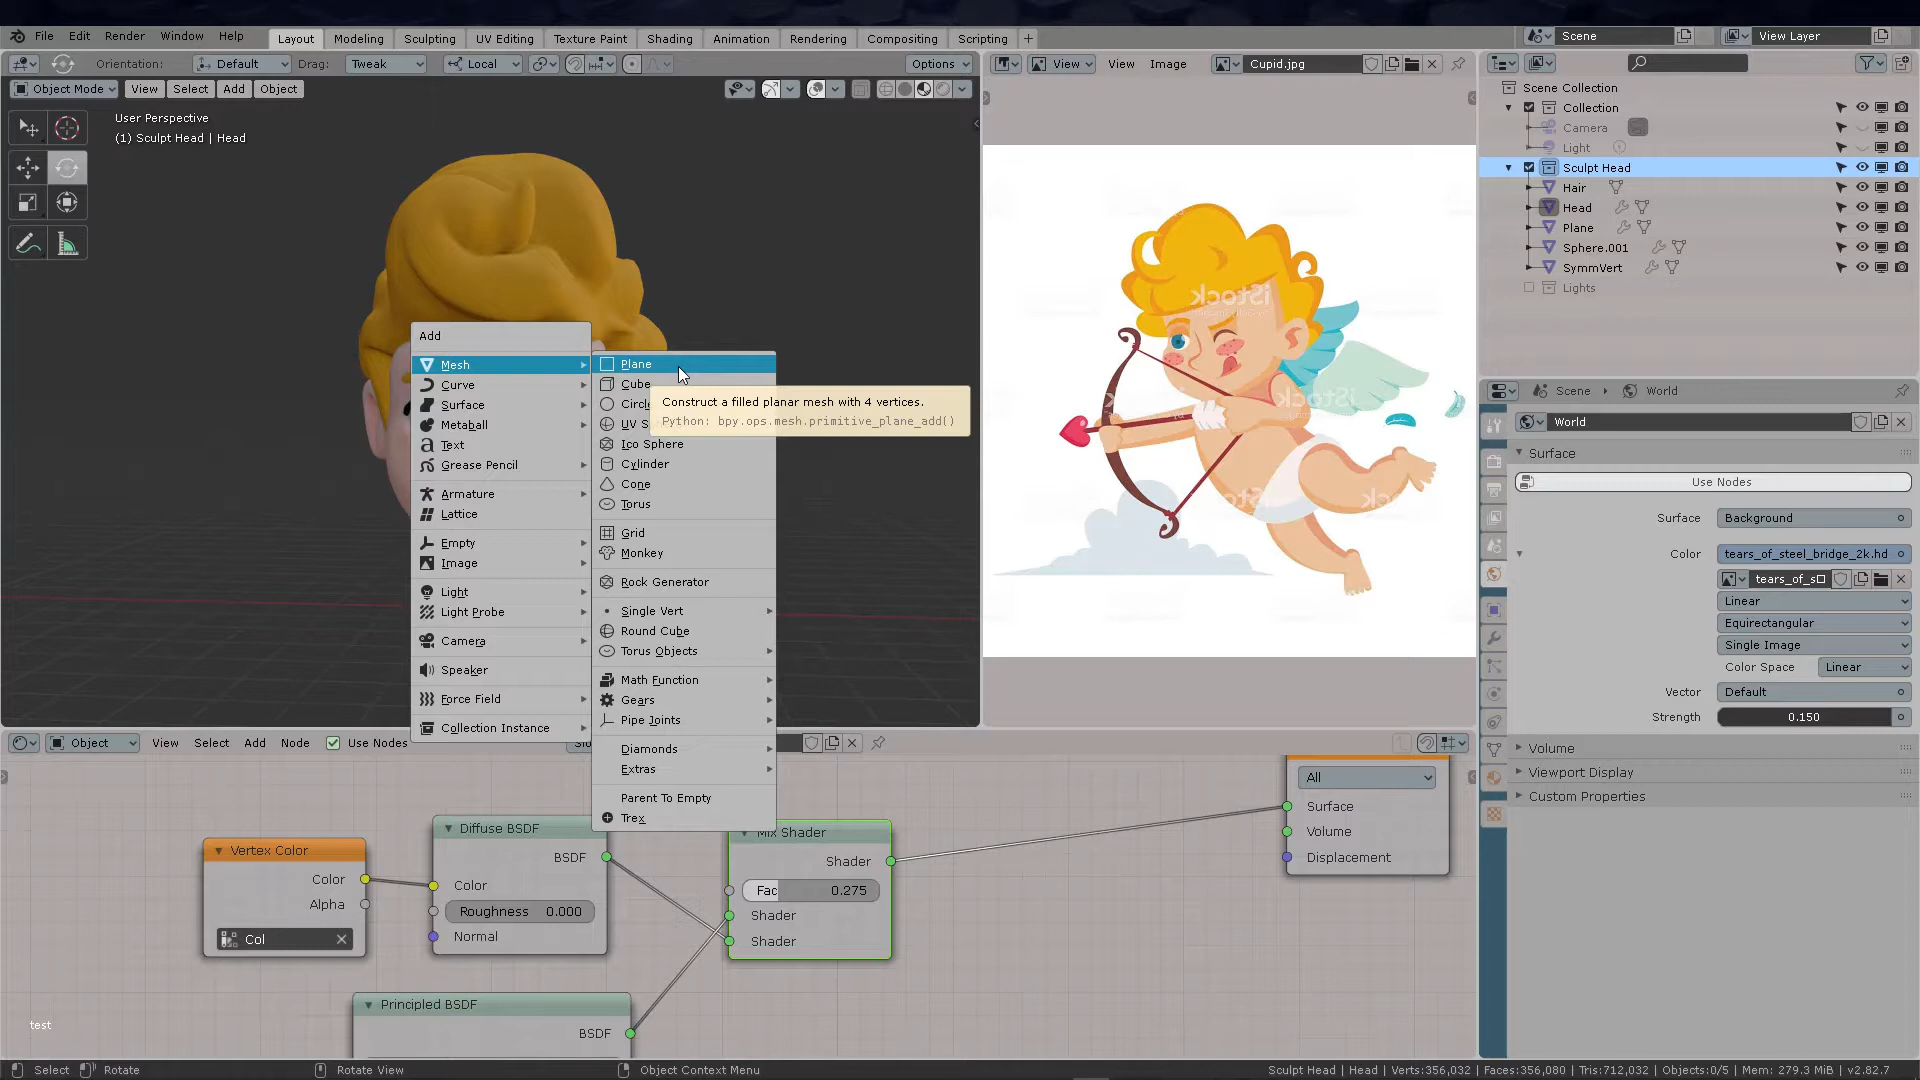 File Edit Render Window Help Layout Modeling Sculpting UV Editing Texture Paint Shading Animation Rendering Compositing Scripting + Scene View Layer
Orientation: Default Drag: Tweak Local Options View View Image Cupid.jpg
Object Mode View Select Add Object
User Perspective
(1) Sculpt Head | Head
Add
Mesh
Curve
Surface
Metaball
Text
Grease Pencil
Armature
Lattice
Empty
Image
Light
Light Probe
Camera
Speaker
Force Field
Collection Instance
Plane
Cube
Circl
UV S
Ico Sphere
Cylinder
Cone
Torus
Grid
Monkey
Rock Generator
Single Vert
Round Cube
Torus Objects
Math Function
Gears
Pipe Joints
Diamonds
Extras
Parent To Empty
Trex
Construct a filled planar mesh with 4 vertices.
Python: bpy.ops.mesh.primitive_plane_add()
iStock
iStock
iStock
iStock
Scene Collection
Collection
Camera
Light
Sculpt Head
Hair
Head
Plane
Sphere.001
SymmVert
Lights
Scene World
World
Surface
Use Nodes
Surface Background
Color tears_of_steel_bridge_2k.hd
tears_of_s
Linear
Equirectangular
Single Image
Color Space Linear
Vector Default
Strength 0.150
Volume
Viewport Display
Custom Properties
Object View Select Add Node Use Nodes Slo
Vertex Color
Color
Alpha
Col
Diffuse BSDF
BSDF
Color
Roughness 0.000
Normal
Principled BSDF
BSDF
Mix Shader
Shader
Fac 0.275
Shader
Shader
All
Surface
Volume
Displacement
test
Select Rotate Rotate View Object Context Menu Sculpt Head | Head | Verts:356,032 | Faces:356,080 | Tris:712,032 | Objects:0/5 | Mem: 279.3 MiB | v2.82.7